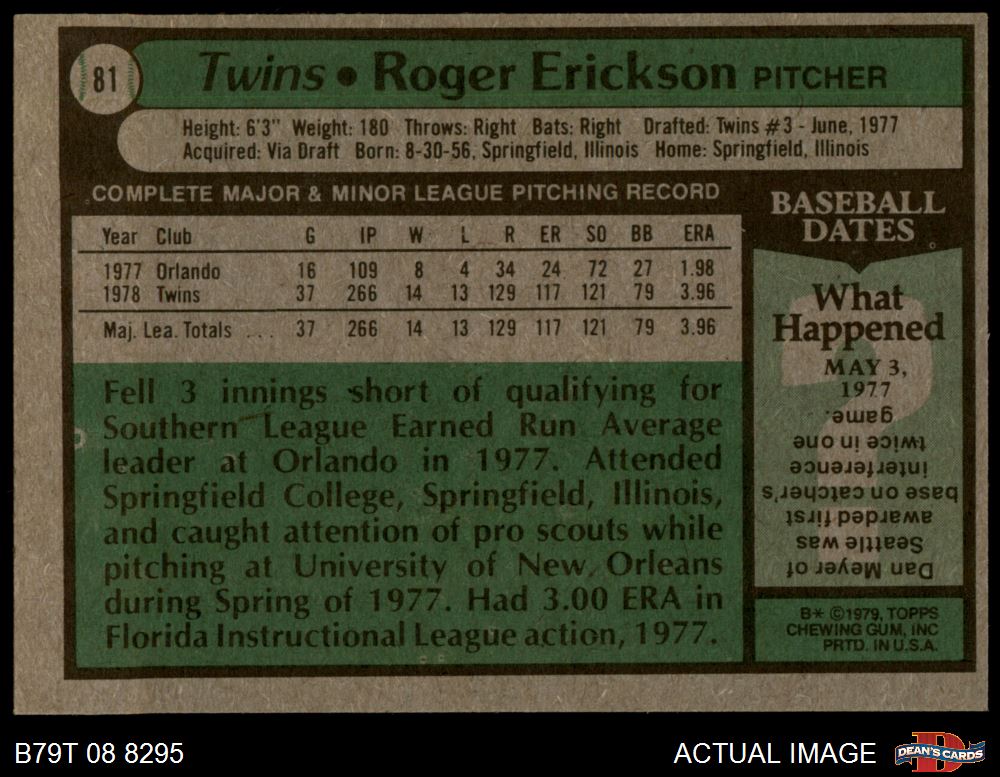 81
Twins • Roger Erickson PITCHER
Height: 6'3" Weight: 180 Throws: Right Bats: Right Drafted: Twins #3 - June, 1977
Acquired: Via Draft Born: 8-30-56, Springfield, Illinois Home: Springfield, Illinois
COMPLETE MAJOR & MINOR LEAGUE PITCHING RECORD
Year Club G IP W L R ER SO BB ERA
1977 Orlando 16 109 8 4 34 24 72 27 1.98
1978 Twins 37 266 14 13 129 117 121 79 3.96
Maj. Lea. Totals ... 37 266 14 13 129 117 121 79 3.96
Fell 3 innings short of qualifying for
Southern League Earned Run Average
leader at Orlando in 1977. Attended
Springfield College, Springfield, Illinois,
and caught attention of pro scouts while
pitching at University of New Orleans
during Spring of 1977. Had 3.00 ERA in
Florida Instructional League action, 1977.
BASEBALL
DATES
What
Happened
MAY 3,
1977
Dan Meyer of
Seattle was
awarded first
base on catcher's
interference
twice in one
game.
B* ©1979, TOPPS
CHEWING GUM, INC
PRTD. IN U.S.A.
B79T 08 8295
ACTUAL IMAGE
D
DEAN'S CARDS